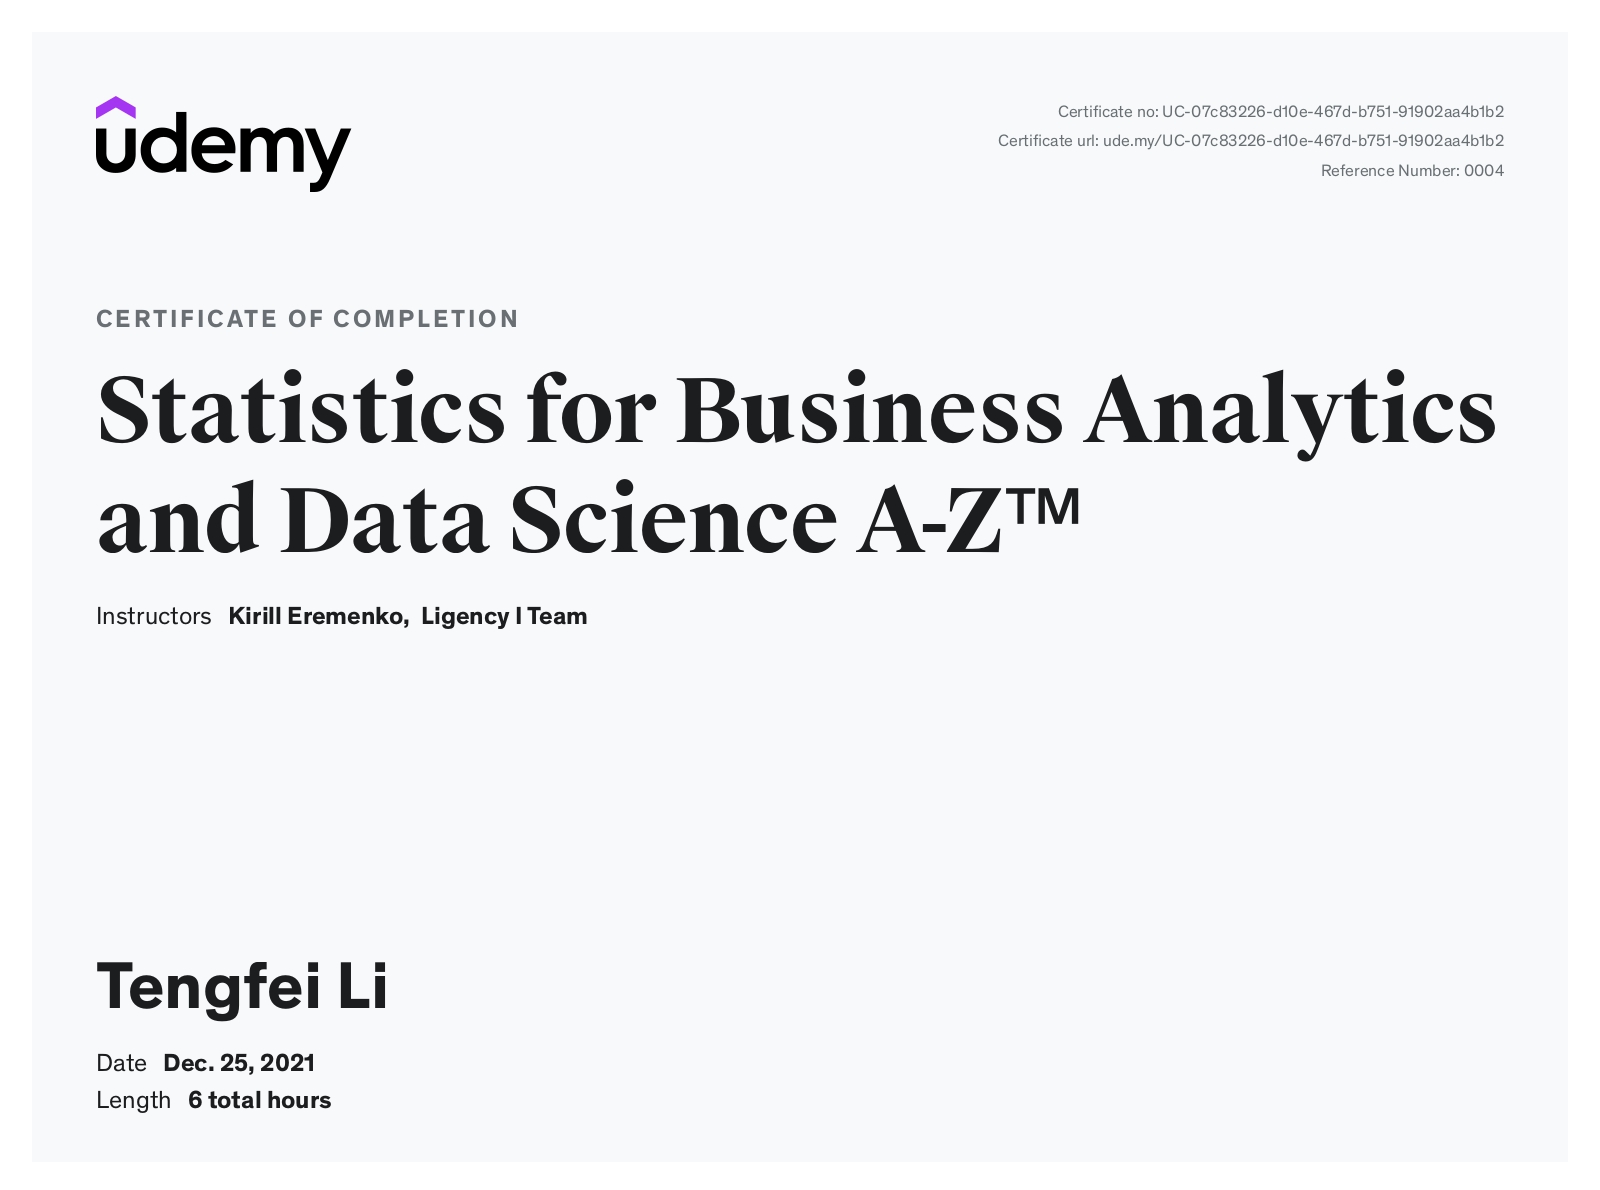 udemy
Certificate no: UC-07c83226-d10e-467d-b751-91902aa4b1b2
Certificate url: ude.my/UC-07c83226-d10e-467d-b751-91902aa4b1b2
Reference Number: 0004
CERTIFICATE OF COMPLETION
Statistics for Business Analytics
and Data Science A-Z™
Instructors Kirill Eremenko, Ligency I Team
Tengfei Li
Date Dec. 25, 2021
Length 6 total hours